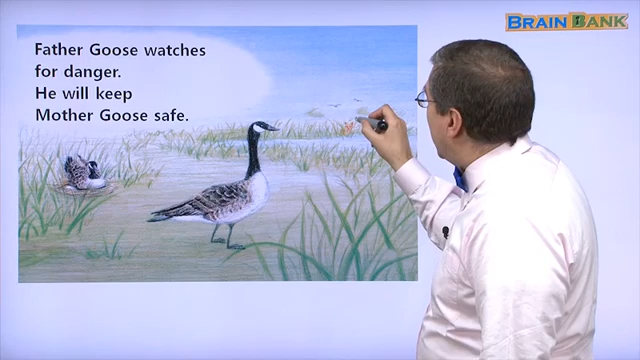 BRAIN BANK
Father Goose watches
for danger.
He will keep
Mother Goose safe.